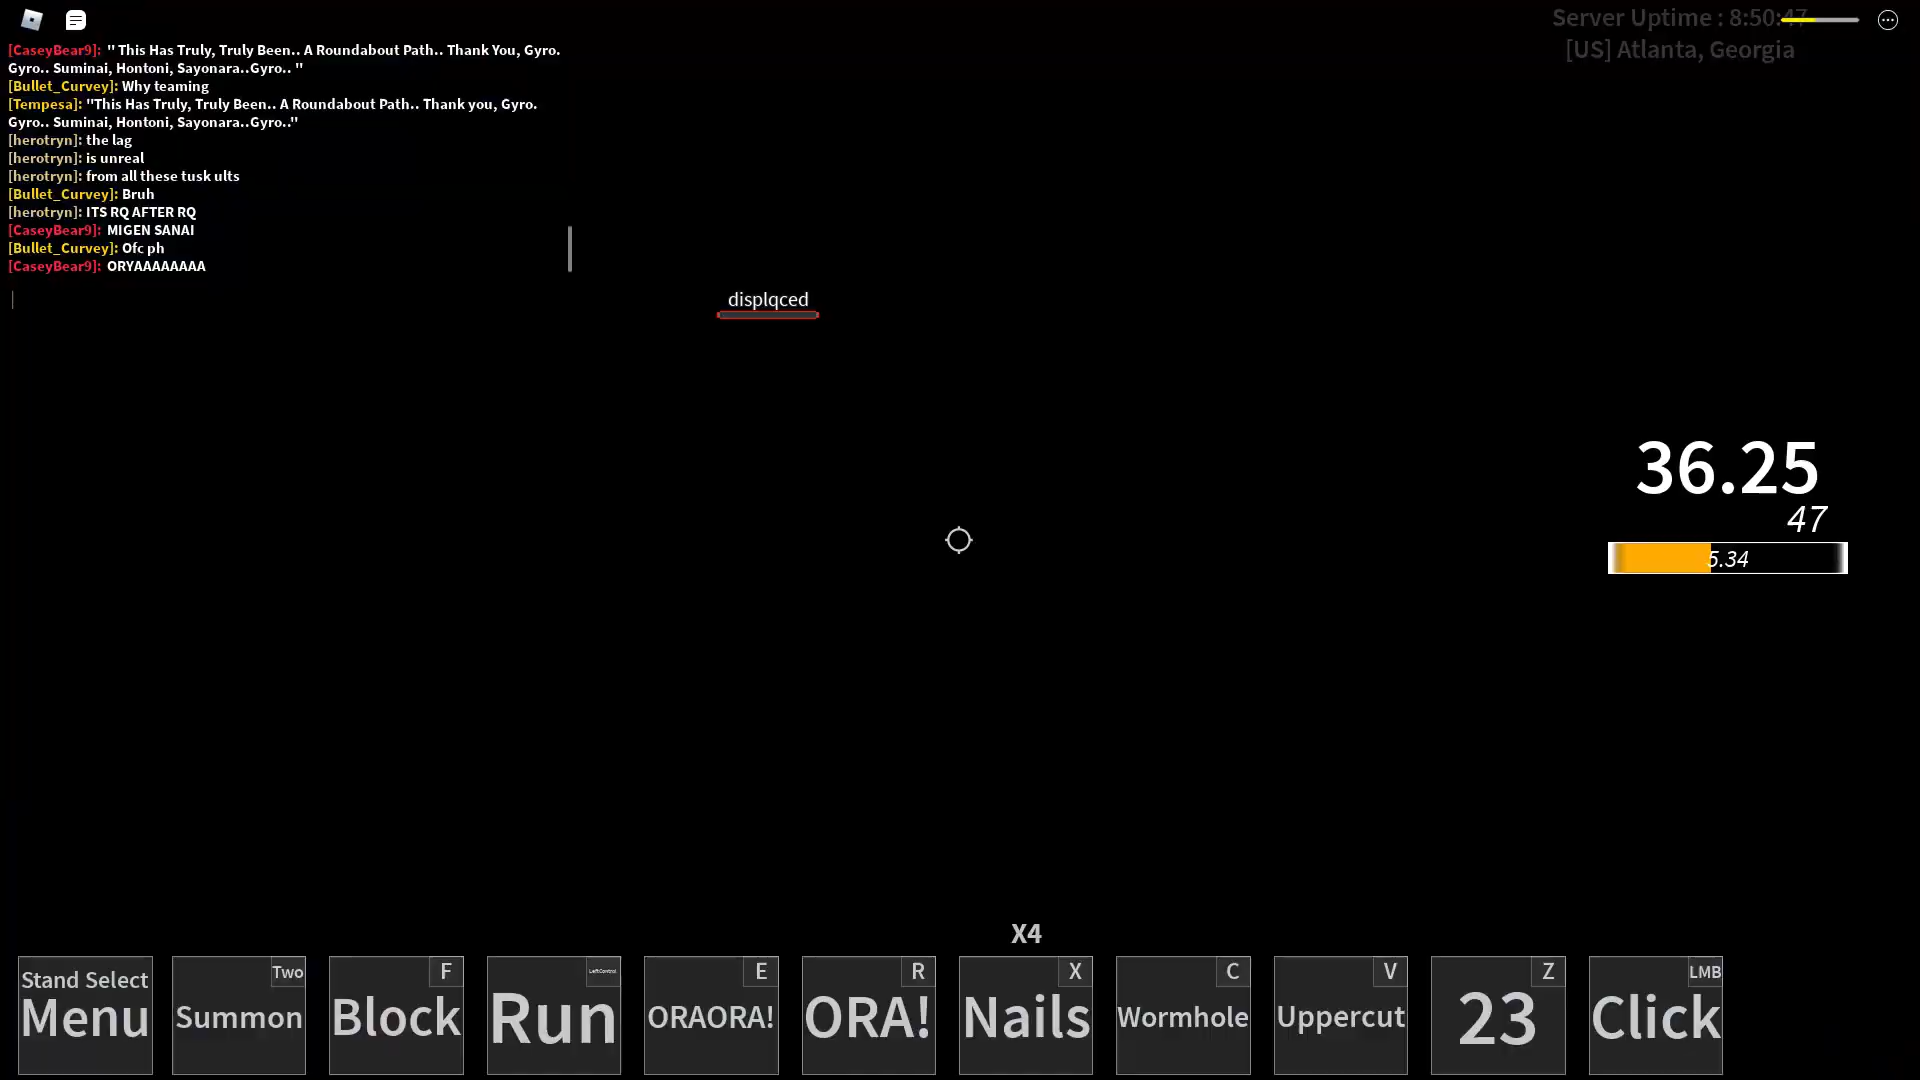 Server Uptime : 8:50:47
[US] Atlanta, Georgia
[CaseyBear9]: " This Has Truly, Truly Been.. A Roundabout Path.. Thank You, Gyro.
Gyro.. Suminai, Hontoni, Sayonara..Gyro.. "
[Bullet_Curvey]: Why teaming
[Tempesa]: "This Has Truly, Truly Been.. A Roundabout Path.. Thank you, Gyro.
Gyro.. Suminai, Hontoni, Sayonara..Gyro.."
[herotryn]: the lag
[herotryn]: is unreal
[herotryn]: from all these tusk ults
[Bullet_Curvey]: Bruh
[herotryn]: ITS RQ AFTER RQ
[CaseyBear9]: MIGEN SANAI
[Bullet_Curvey]: Ofc ph
[CaseyBear9]: ORYAAAAAAAA
displqced
36.25
47
5.34
X4
Stand Select
Menu
Two
Summon
F
Block
LeftControl
Run
E
ORAORA!
R
ORA!
X
Nails
C
Wormhole
V
Uppercut
Z
23
LMB
Click